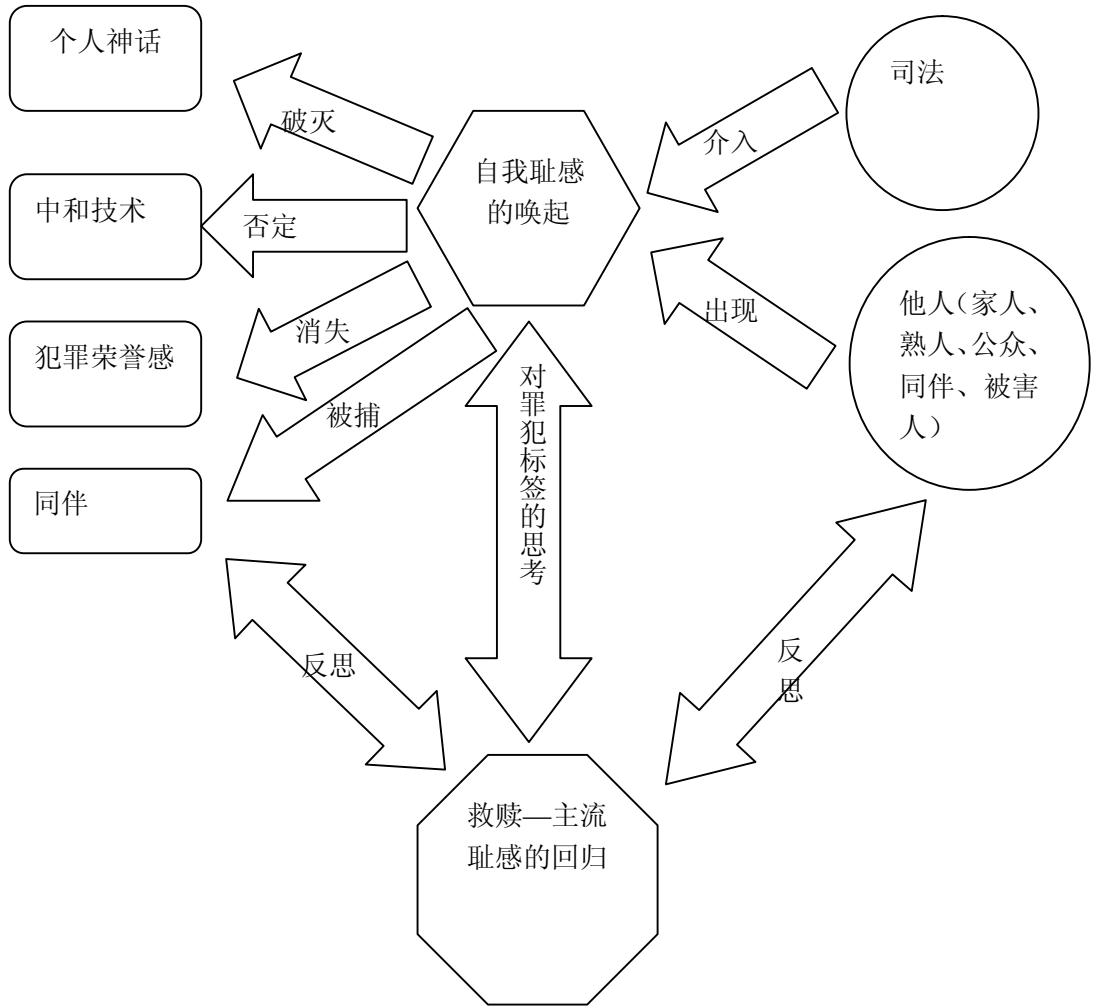 个人神话
司法
破灭
介入
自我耻感
的唤起
中和技术
否定
出现
他人（家人、
熟人、公众、
同伴、被害
人）
犯罪荣誉感
消失
被捕
对罪犯标签的思考
同伴
反思
反
思
救赎—主流
耻感的回归